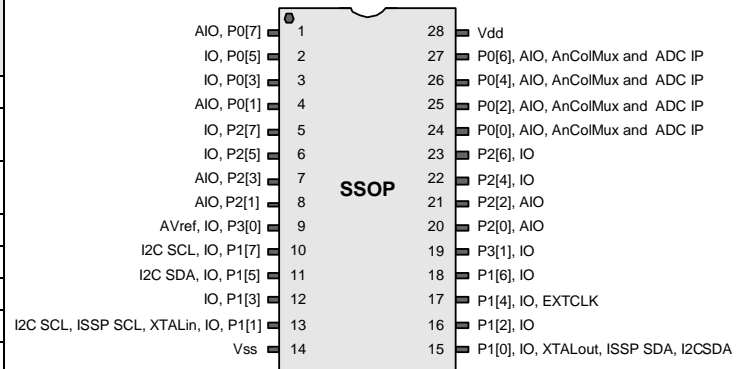 AIO, P0[7] 1 28 Vdd
IO, P0[5] 2 27 P0[6], AIO, AnColMux and ADC IP
IO, P0[3] 3 26 P0[4], AIO, AnColMux and ADC IP
AIO, P0[1] 4 25 P0[2], AIO, AnColMux and ADC IP
IO, P2[7] 5 24 P0[0], AIO, AnColMux and ADC IP
IO, P2[5] 6 23 P2[6], IO
AIO, P2[3] 7 22 P2[4], IO
SSOP
AIO, P2[1] 8 21 P2[2], AIO
AVref, IO, P3[0] 9 20 P2[0], AIO
I2C SCL, IO, P1[7] 10 19 P3[1], IO
I2C SDA, IO, P1[5] 11 18 P1[6], IO
IO, P1[3] 12 17 P1[4], IO, EXTCLK
I2C SCL, ISSP SCL, XTALin, IO, P1[1] 13 16 P1[2], IO
Vss 14 15 P1[0], IO, XTALout, ISSP SDA, I2CSDA